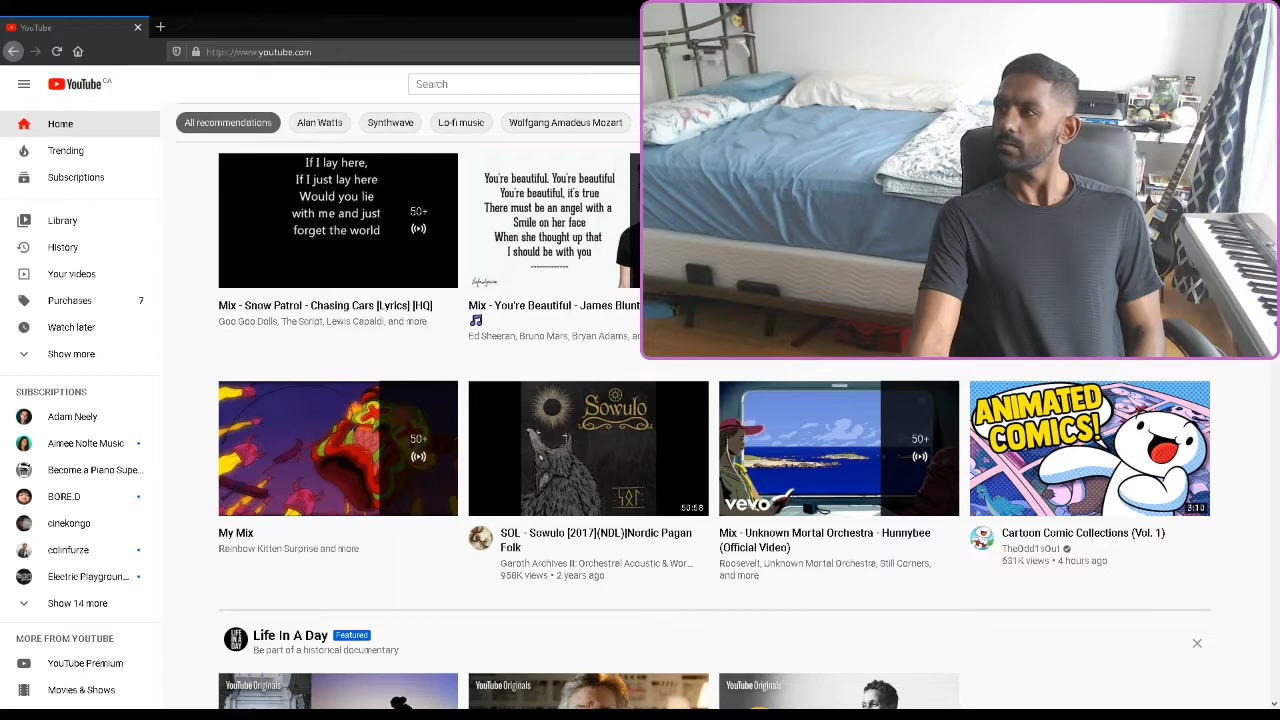 YouTube
https://www.youtube.com
YouTube CA
Search
Home
Trending
Subscriptions
Library
History
Your videos
Purchases 7
Watch later
Show more
SUBSCRIPTIONS
Adam Neely
Aimee Nolte Music
Become a Piano Supe...
BORE.D
cinekongo
colinfurze
Electric Playgroun...
Show 14 more
MORE FROM YOUTUBE
YouTube Premium
Movies & Shows
All recommendations Alan Watts Synthwave Lo-fi music Wolfgang Amadeus Mozart
If I lay here,
If I just lay here
Would you lie
with me and just
forget the world
50+
Mix - Snow Patrol - Chasing Cars [Lyrics] [HQ]
Goo Goo Dolls, The Script, Lewis Capaldi, and more
You're beautiful. You're beautiful
You're beautiful, it's true
There must be an angel with a
Smile on her face
When she thought up that
I should be with you
-------------
Mix - You're Beautiful - James Blunt
Ed Sheeran, Bruno Mars, Bryan Adams,
50+
My Mix
Rainbow Kitten Surprise and more
Sowulo
SOL
50:58
SOL - Sowulo [2017](NDL)|Nordic Pagan
Folk
Garoth Archives II: Orchestral Acoustic & Wor...
958K views • 2 years ago
50+
vevo
Mix - Unknown Mortal Orchestra - Hunnybee
(Official Video)
Roosevelt, Unknown Mortal Orchestra, Still Corners,
and more
ANIMATED
COMICS!
3:10
Cartoon Comic Collections (Vol. 1)
TheOdd1sOut
631K views • 4 hours ago
LIFE IN A DAY
Life In A Day Featured
Be part of a historical documentary
YouTube Originals
YouTube Originals
YouTube Originals